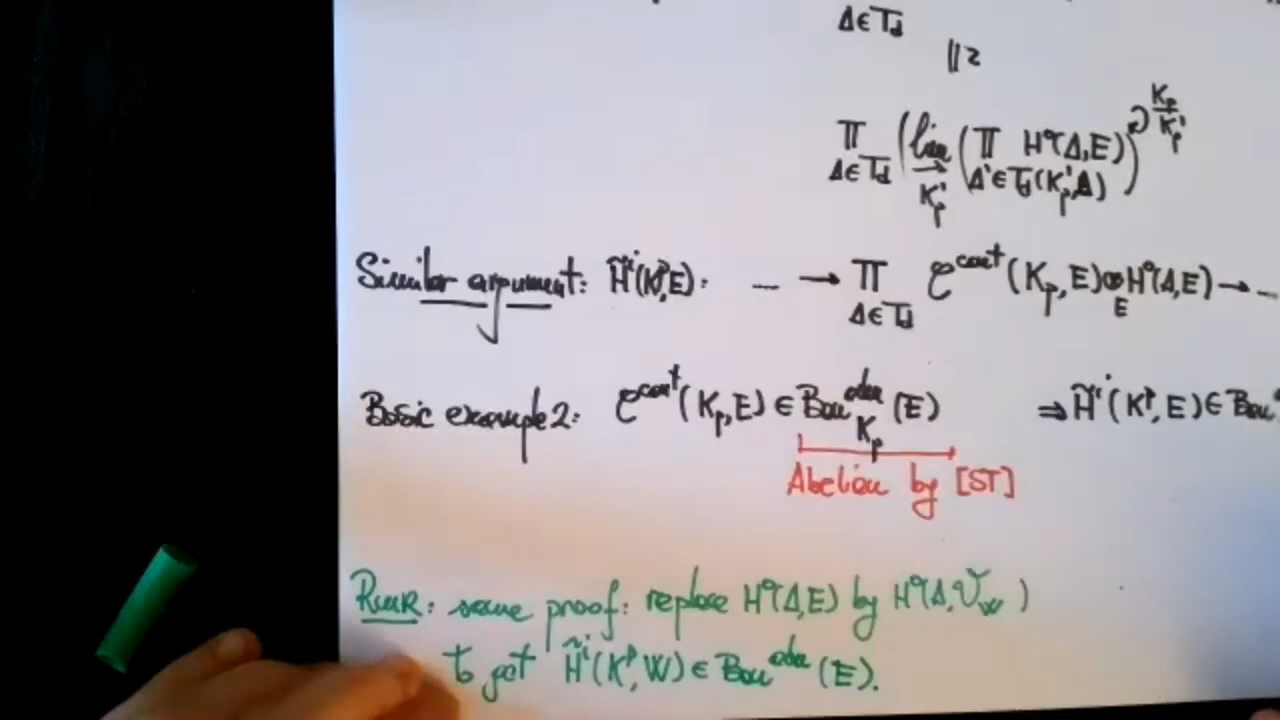 Δ∈T_d
‖≀
∏_{Δ∈T_d} (lim_{→ K'_p} (∏_{Δ'∈T_d(K'_p,Δ)} H^q(Δ,E)))^{↻ K_p/K'_p}
Similar argument: H̃^i(K^p,E): ... → ∏_{Δ∈T_d} C^{cont}(K_p,E)⊗_E H^q(Δ,E) → ...
Basic example 2: C^{cont}(K_p,E) ∈ Ban^{adm}_{K_p}(E) ⇒ H̃^i(K^p,E) ∈ Ban
Abelian by [ST]
Rmk: same proof: replace H^q(Δ,E) by H^q(Δ,V_W)
to get H̃^i(K^p,W) ∈ Ban^{adm}(E).